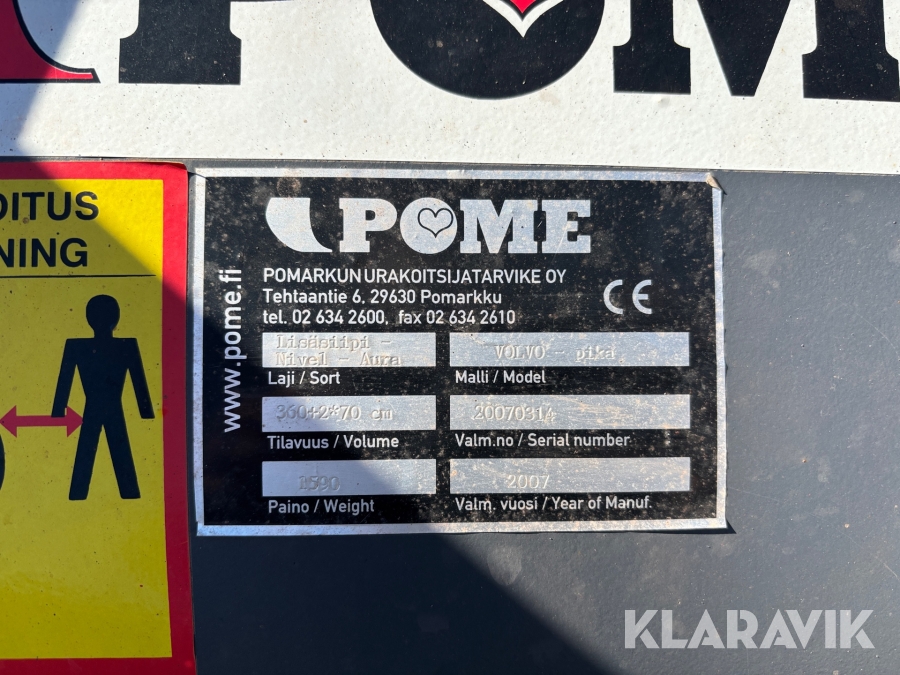 POM
DITUS
NING
www.pome.fi
POME
POMARKUN URAKOITSIJATARVIKE OY
Tehtaantie 6, 29630 Pomarkku
tel. 02 634 2600, fax 02 634 2610
CE
Lisäsiipi -
Nivel - Aura
Laji / Sort
VOLVO - pika
Malli / Model
360+2*70 cm
Tilavuus / Volume
20070314
Valm.no / Serial number
1590
Paino / Weight
2007
Valm. vuosi / Year of Manuf.
KLARAVIK